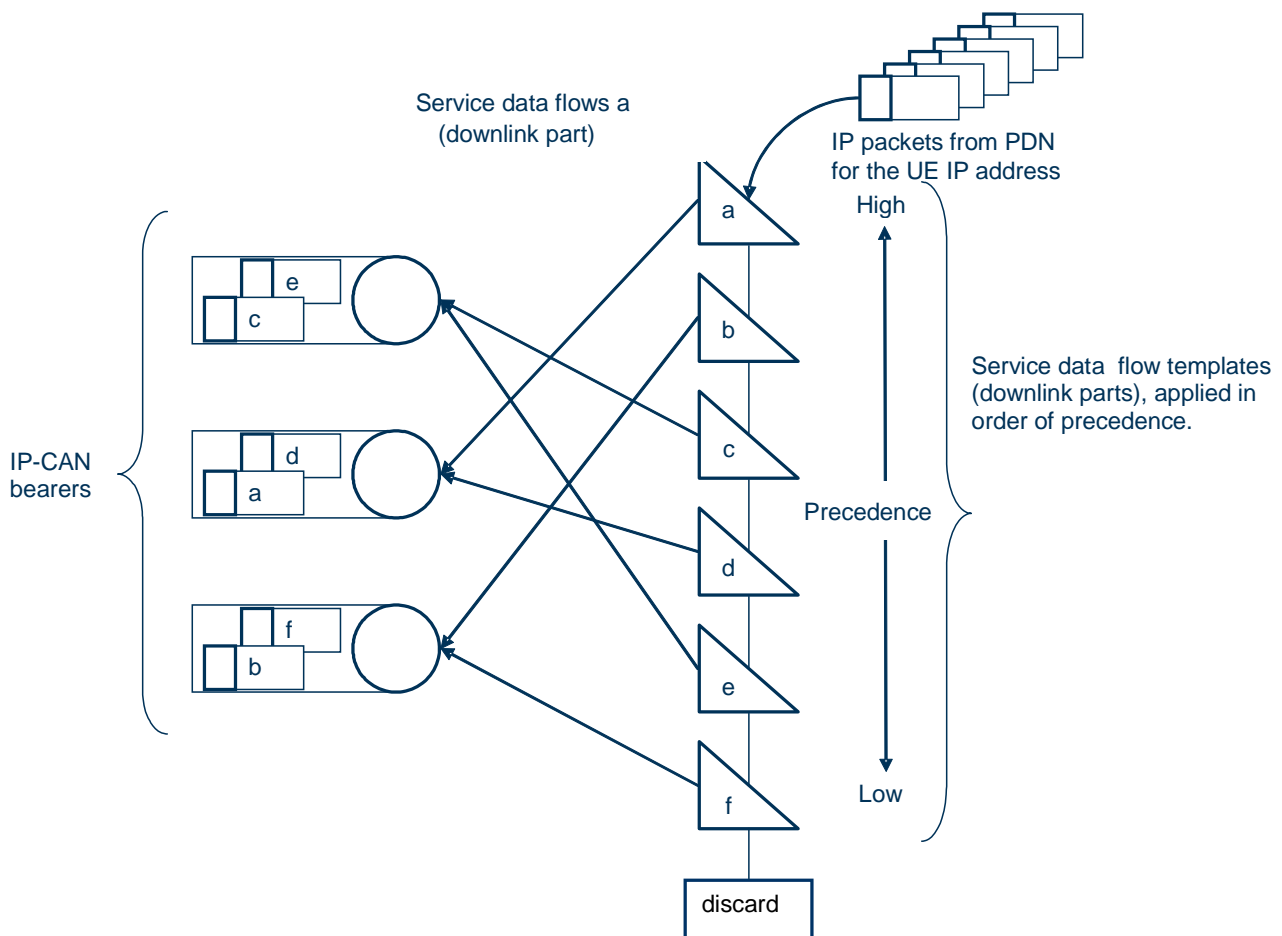 Service data flows a
(downlink part)
IP packets from PDN
for the UE IP address
High
a
e
c
b
Service data flow templates
(downlink parts), applied in
order of precedence.
c
IP-CAN
bearers
d
a
Precedence
d
f
b
e
Low
f
discard